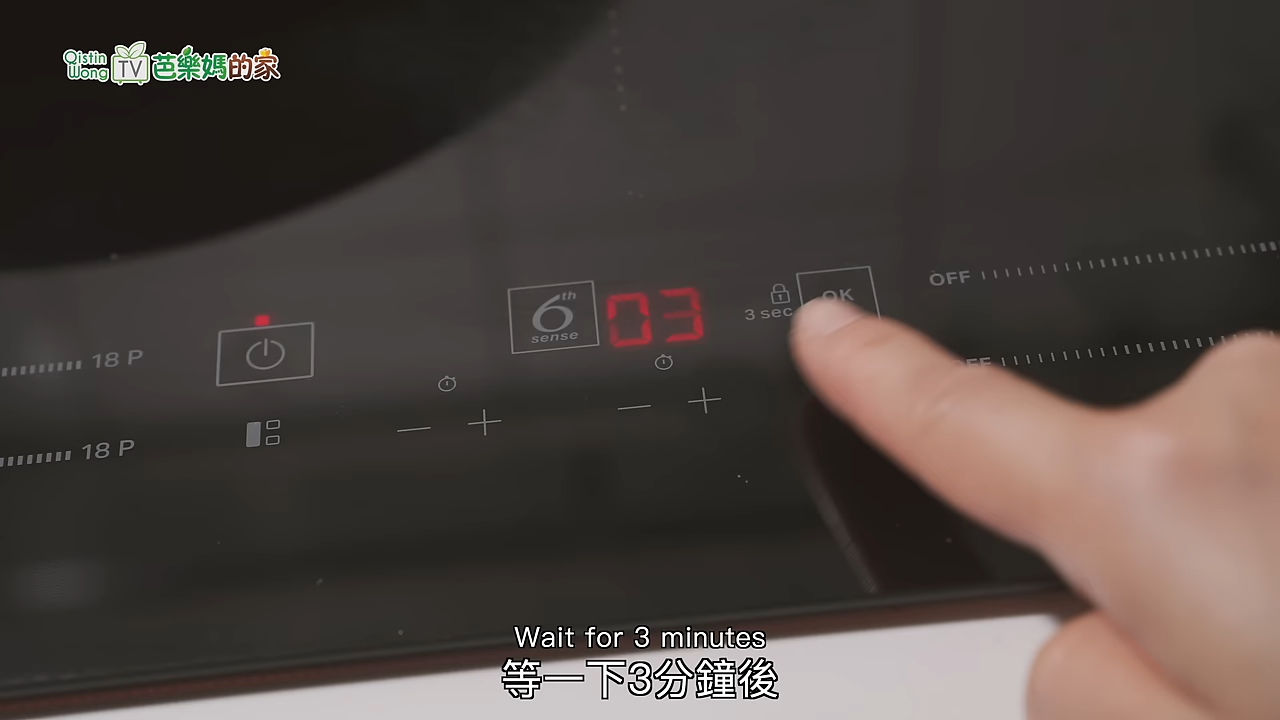 Qistin
Wong
TV
芭樂媽的家
18 P
18 P
6th
sense
03
3 sec
OK
OFF
Wait for 3 minutes
等一下3分鐘後